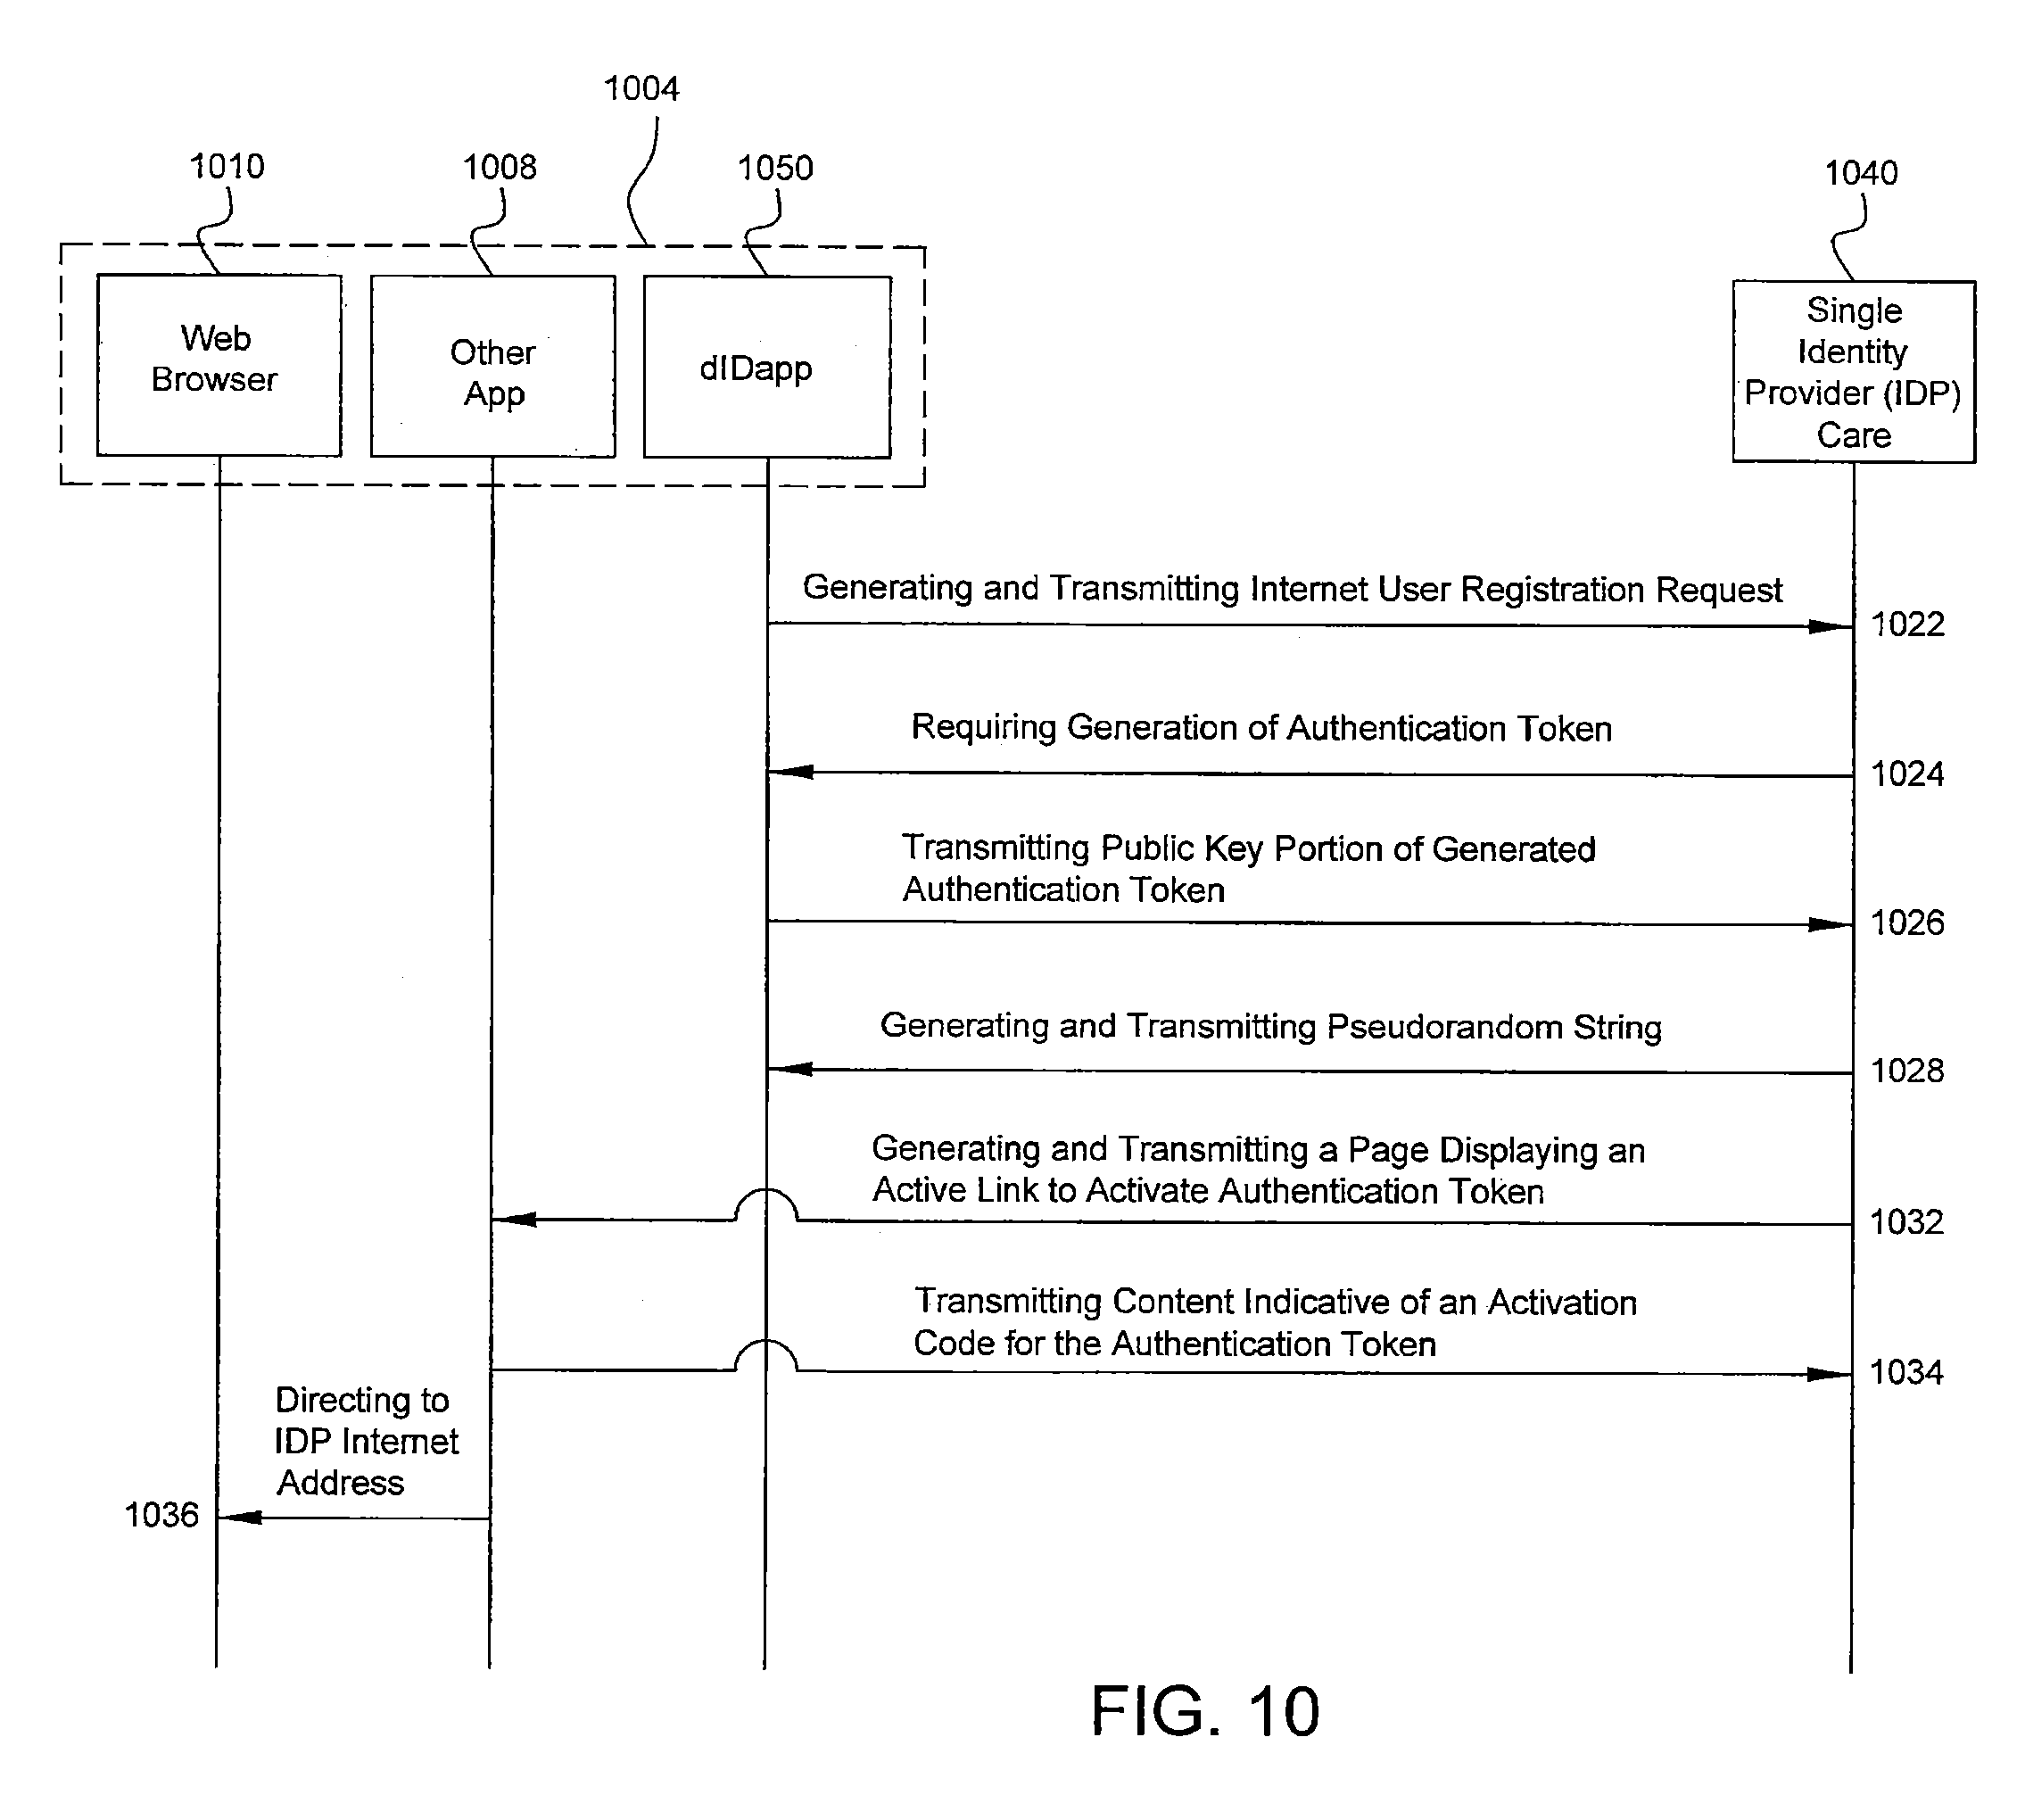 1004
1010
1008
1050
1040
Web
Browser
Other
App
dIDapp
Single
Identity
Provider (IDP)
Care
Generating and Transmitting Internet User Registration Request
1022
Requiring Generation of Authentication Token
1024
Transmitting Public Key Portion of Generated
Authentication Token
1026
Generating and Transmitting Pseudorandom String
1028
Generating and Transmitting a Page Displaying an
Active Link to Activate Authentication Token
1032
Transmitting Content Indicative of an Activation
Code for the Authentication Token
1034
Directing to
IDP Internet
Address
1036
FIG. 10